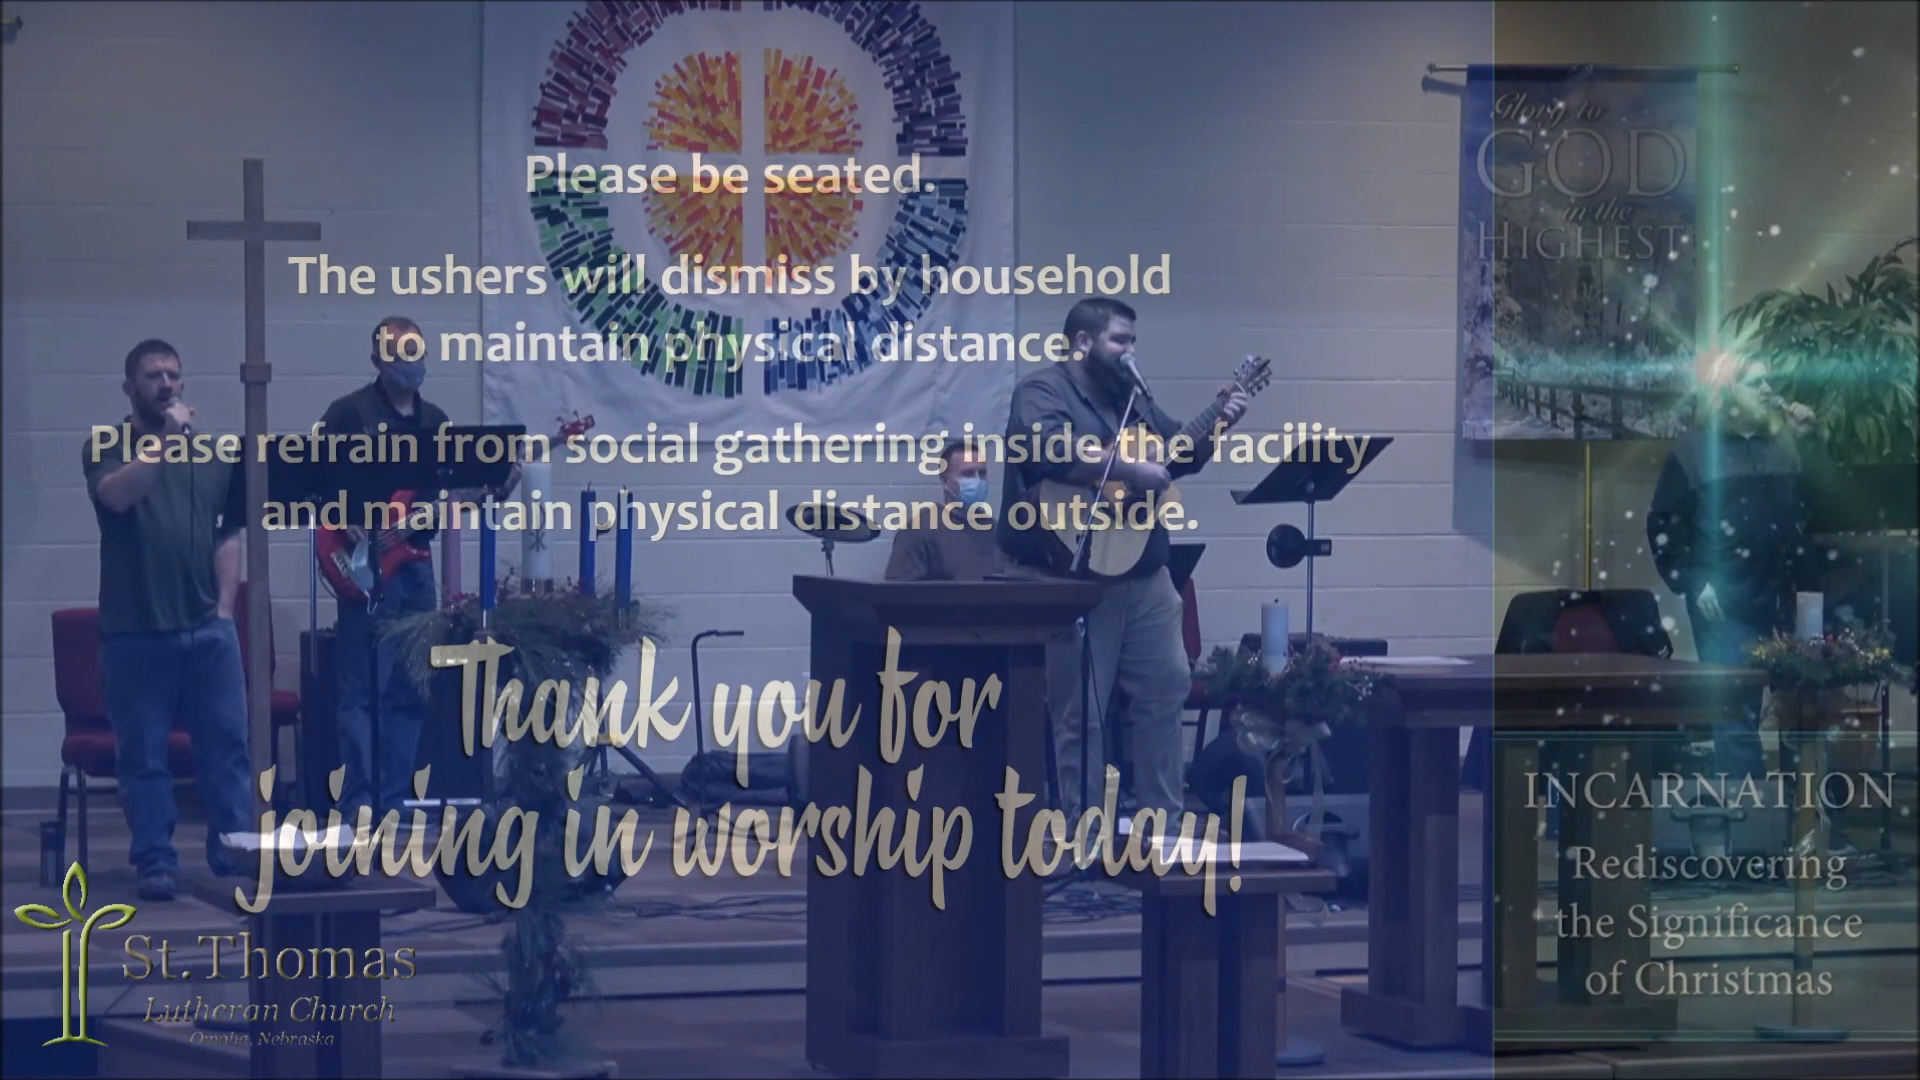 Please be seated.
The ushers will dismiss by household
to maintain physical distance.
Please refrain from social gathering inside the facility
and maintain physical distance outside.
Thank you for
joining in worship today!
St. Thomas
Lutheran Church
Omaha, Nebraska
Glory to
GOD
in the
HIGHEST
INCARNATION
Rediscovering
the Significance
of Christmas